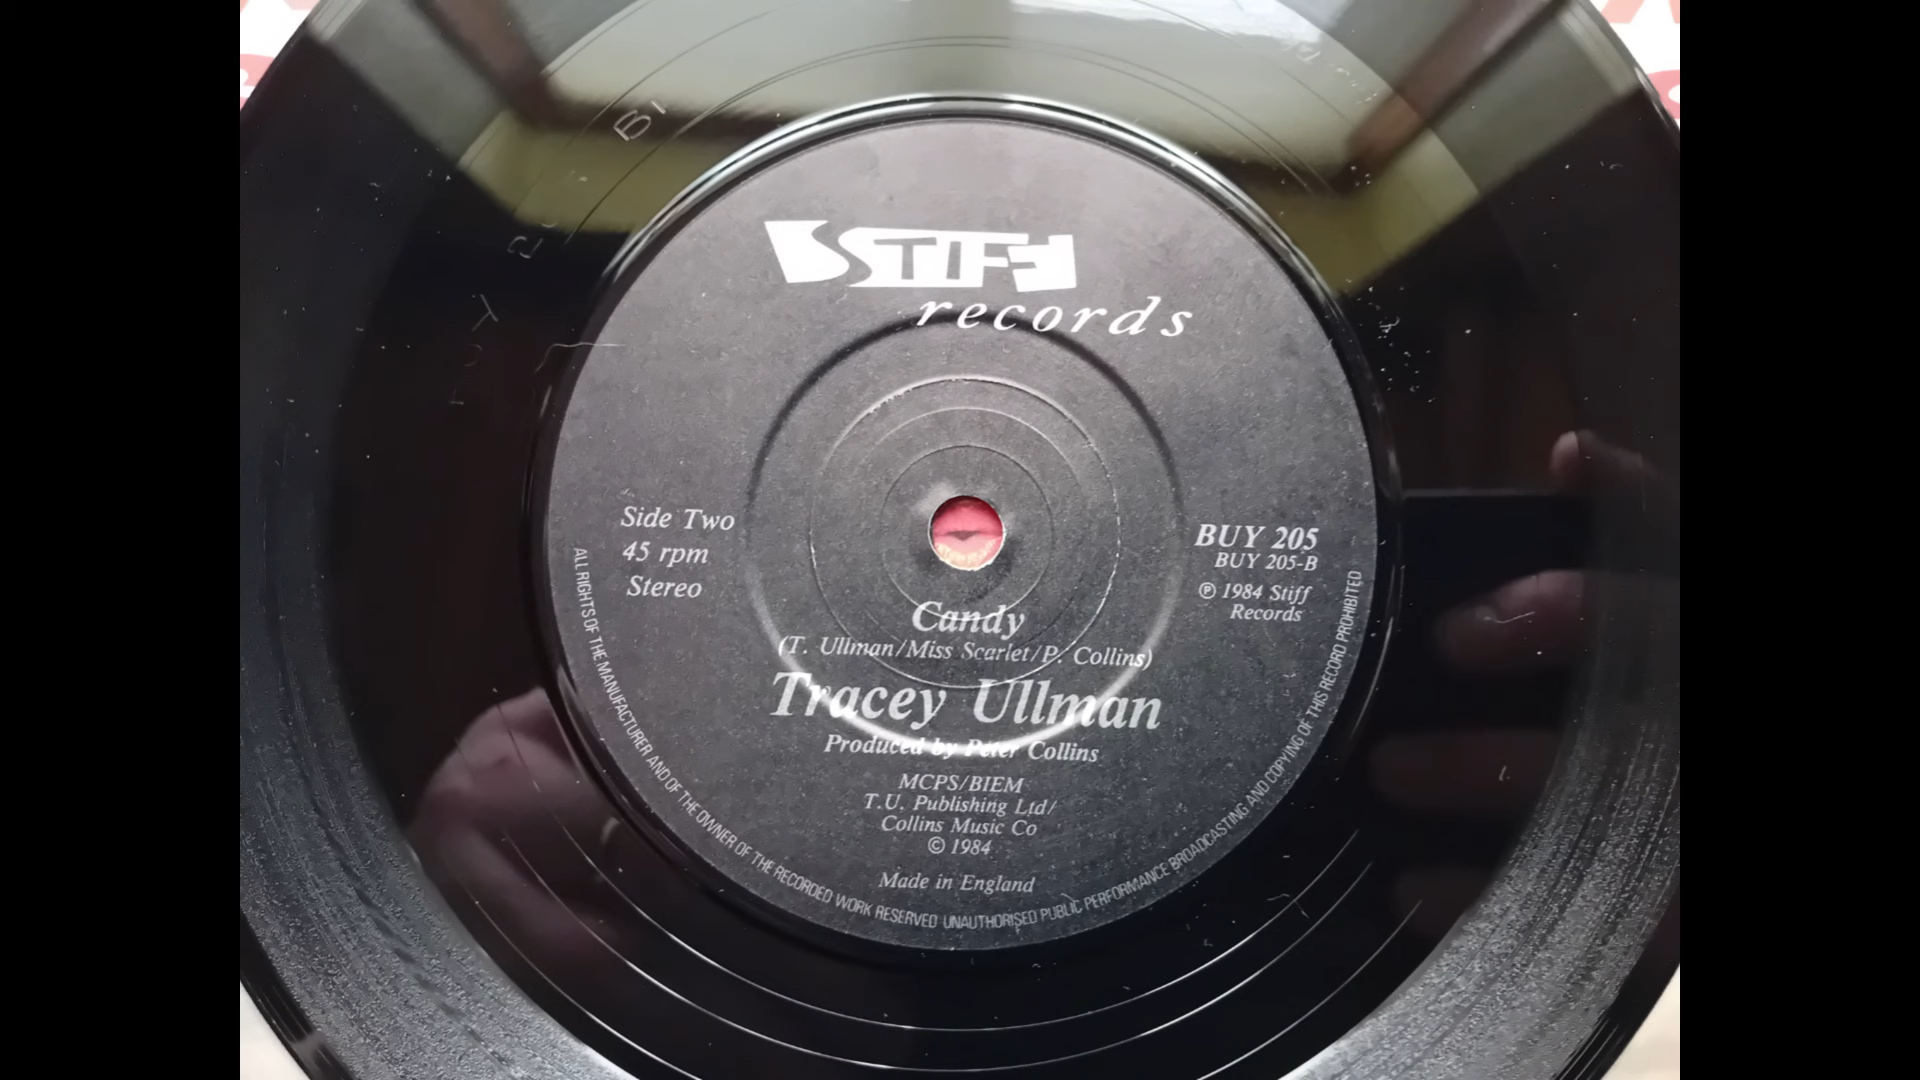 STIFF
records
Side Two
45 rpm
Stereo
BUY 205
BUY 205-B
℗ 1984 Stiff
Records
Candy
(T. Ullman/Miss Scarlet/P. Collins)
Tracey Ullman
Produced by Peter Collins
MCPS/BIEM
T.U. Publishing Ltd/
Collins Music Co
© 1984
Made in England
ALL RIGHTS OF THE MANUFACTURER AND OF THE OWNER OF THE RECORDED WORK RESERVED UNAUTHORISED PUBLIC PERFORMANCE BROADCASTING AND COPYING OF THIS RECORD PROHIBITED
B1